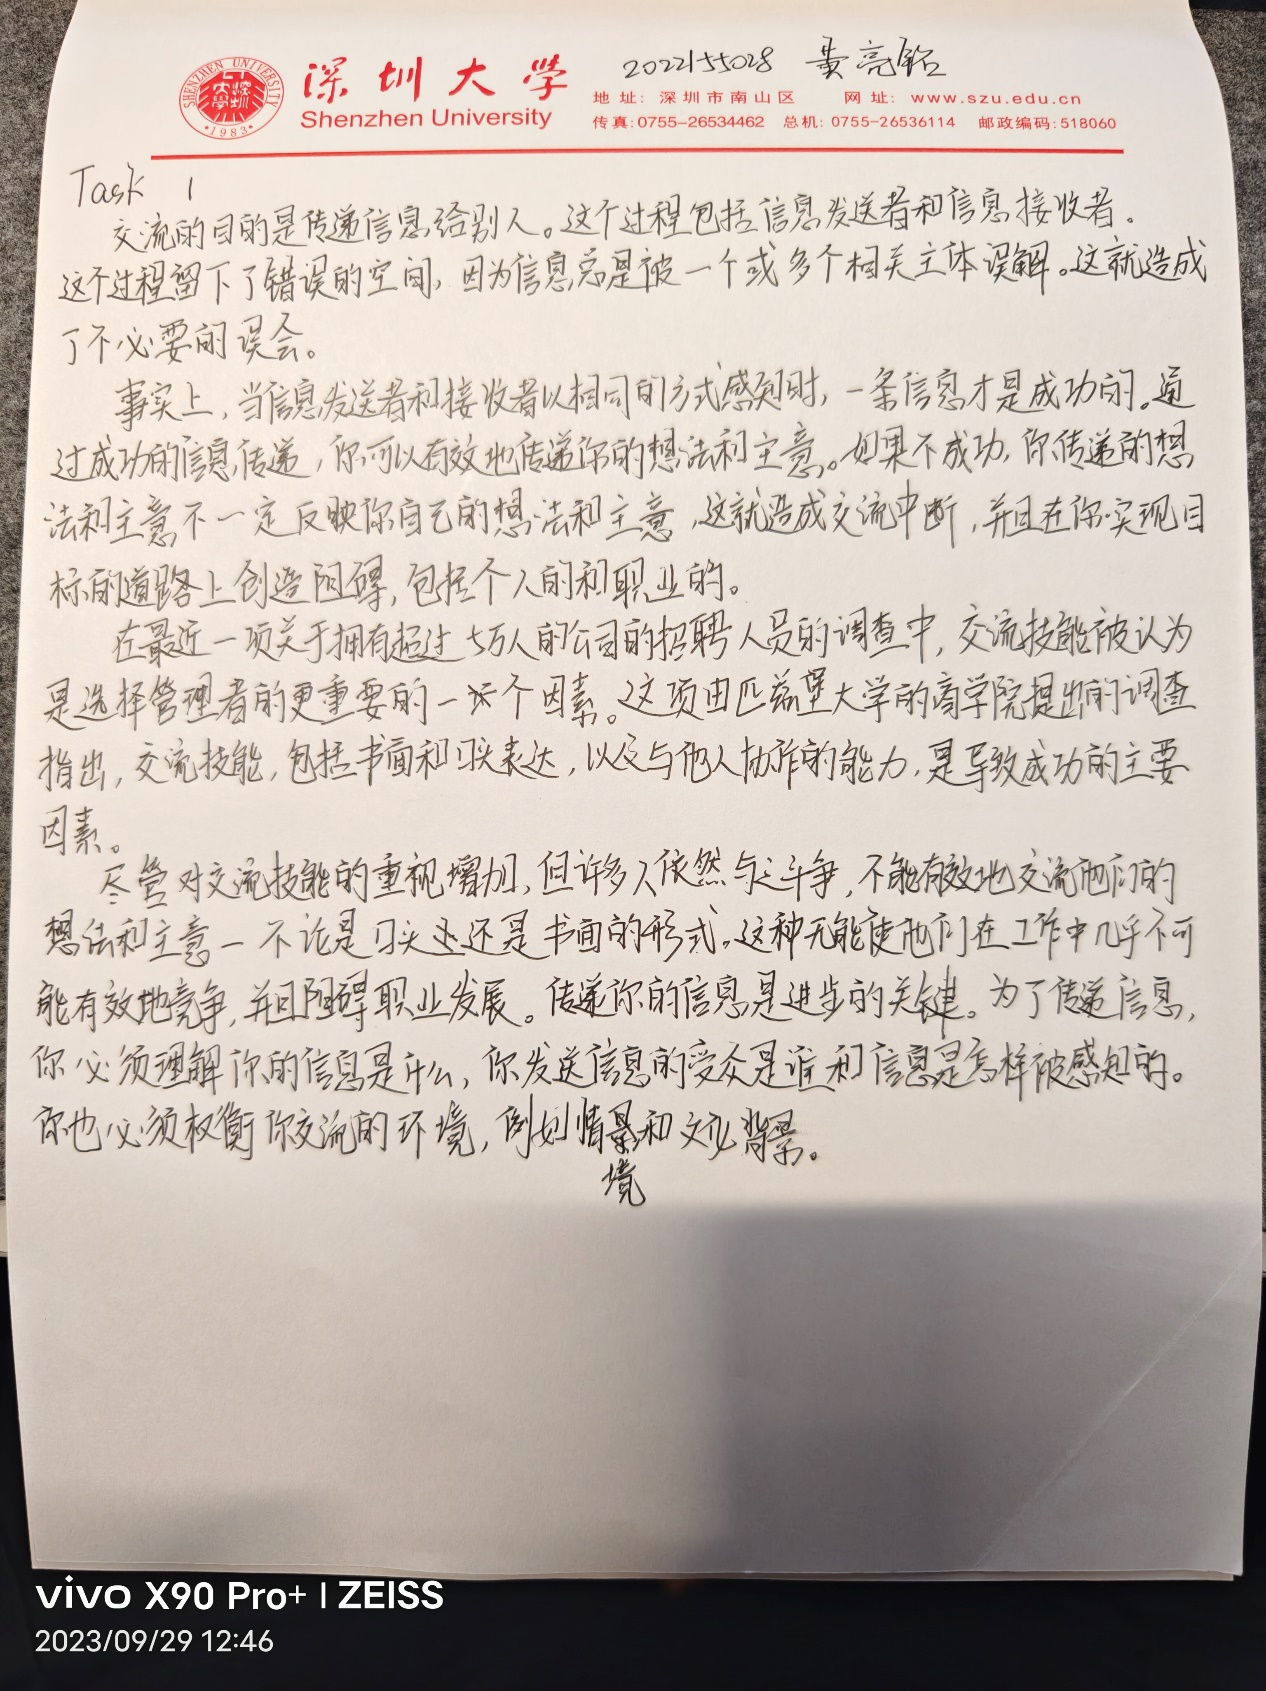 2022155028 黄亮铭
深圳大学
Shenzhen University
地址: 深圳市南山区 网址: www.szu.edu.cn
传真:0755-26534462 总机: 0755-26536114 邮政编码:518060
SHENZHEN UNIVERSITY
·1983·
Task 1
交流的目的是传递信息给别人。这个过程包括信息发送者和信息接收者。
这个过程留下了错误的空间,因为信息总是被一个或多个相关主体误解。这就造成
了不必要的误会。
事实上,当信息发送者和接收者以相同的方式感知时,一条信息才是成功的。通
过成功的信息传递,你可以有效地传递你的想法和主意。如果不成功,你传递的想
法和主意不一定反映你自己的想法和主意,这就造成交流中断,并且在你实现目
标的道路上创造阻碍,包括个人的和职业的。
在最近一项关于拥有超过5万人的公司的招聘人员的调查中,交流技能被认为
是选择管理者的更重要的一个因素。这项由匹兹堡大学的商学院提出的调查
指出,交流技能,包括书面和口头表达,以及与他人协作的能力,是导致成功的主要
因素。
尽管对交流技能的重视增加,但许多人依然与之斗争,不能有效地交流他们的
想法和主意—不论是口头还是书面的形式。这种无能使他们在工作中几乎不可
能有效地竞争,并且阻碍职业发展。传递你的信息是进步的关键。为了传递信息,
你必须理解你的信息是什么,你发送信息的受众是谁和信息是怎样被感知的。
你也必须权衡你交流的环境,例如情景和文化背景。
境
vivo X90 Pro+ | ZEISS
2023/09/29 12:46